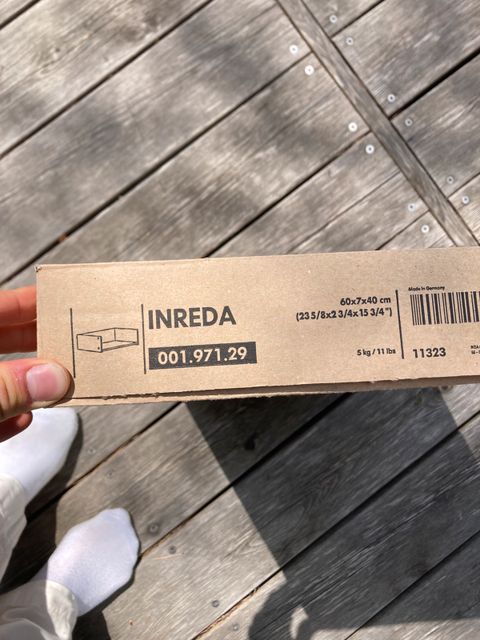 INREDA
001.971.29
60x7x40 cm
(23 5/8x2 3/4x15 3/4")
5 kg / 11 lbs
Made in Germany
11323